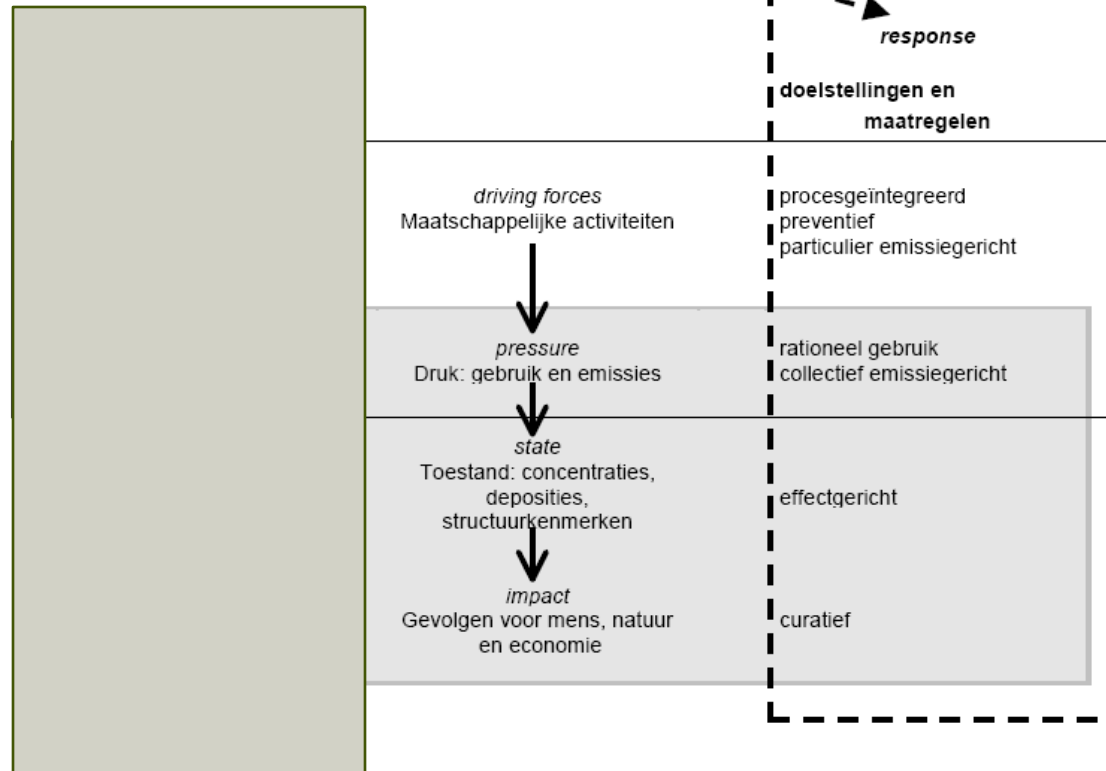 response
doelstellingen en
maatregelen
driving forces
Maatschappelijke activiteiten
procesgeïntegreerd
preventief
particulier emissiegericht
pressure
Druk: gebruik en emissies
rationeel gebruik
collectief emissiegericht
state
Toestand: concentraties,
deposities,
structuurkenmerken
effectgericht
impact
Gevolgen voor mens, natuur
en economie
curatief